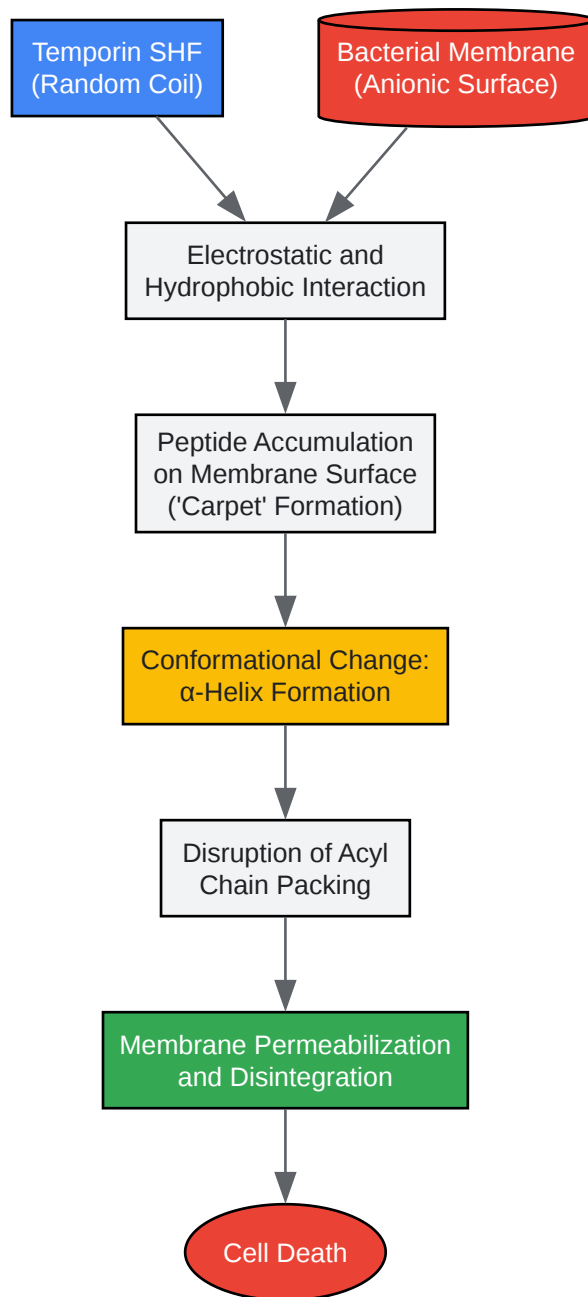 Temporin SHF
(Random Coil)
Bacterial Membrane
(Anionic Surface)
Electrostatic and
Hydrophobic Interaction
Peptide Accumulation
on Membrane Surface
('Carpet' Formation)
Conformational Change:
α-Helix Formation
Disruption of Acyl
Chain Packing
Membrane Permeabilization
and Disintegration
Cell Death